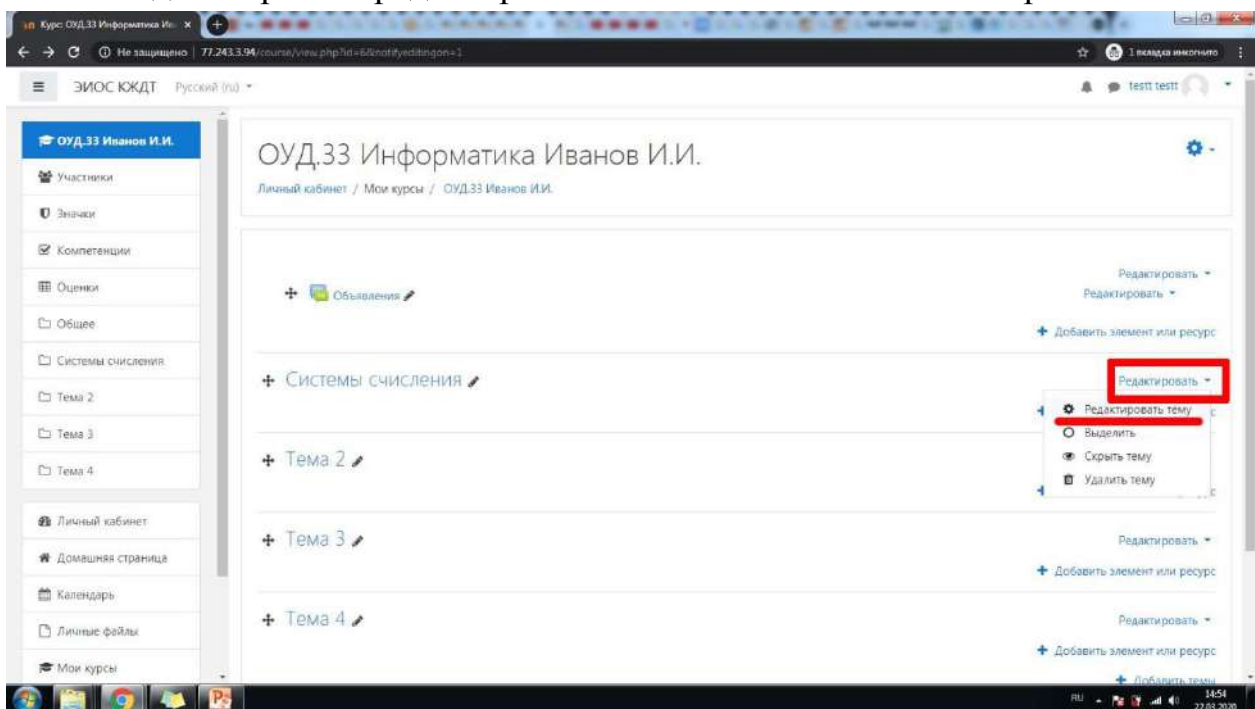 Курс: ОУД.33 Информатика Ив
Не защищено 77.243.3.94/course/view.php?id=6&notifyeditingon=1
1 вкладка инкогнито
ЭИОС КЖДТ Русский (ru)
testt testt
ОУД.33 Иванов И.И.
Участники
Значки
Компетенции
Оценки
Общее
Системы счисления
Тема 2
Тема 3
Тема 4
Личный кабинет
Домашняя страница
Календарь
Личные файлы
Мои курсы
ОУД.33 Информатика Иванов И.И.
Личный кабинет / Мои курсы / ОУД.33 Иванов И.И.
Редактировать
Объявления
Редактировать
Добавить элемент или ресурс
Системы счисления
Редактировать
Редактировать тему
Выделить
Скрыть тему
Удалить тему
Тема 2
Тема 3
Редактировать
Добавить элемент или ресурс
Тема 4
Редактировать
Добавить элемент или ресурс
Добавить темы
RU
14:54
22.03.2020